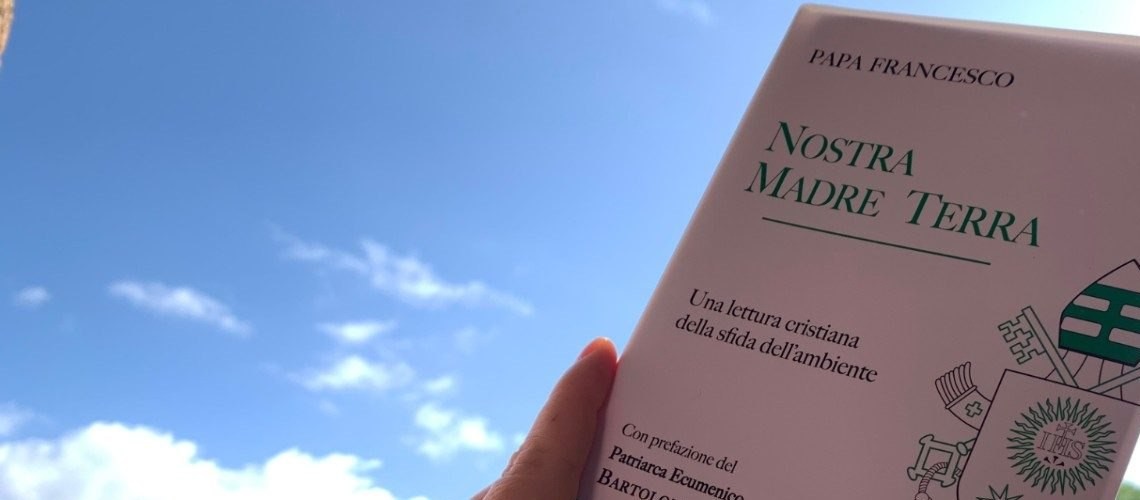 PAPA FRANCESCO
NOSTRA
MADRE TERRA
Una lettura cristiana
della sfida dell'ambiente
Con prefazione del
Patriarca Ecumenico
IHS